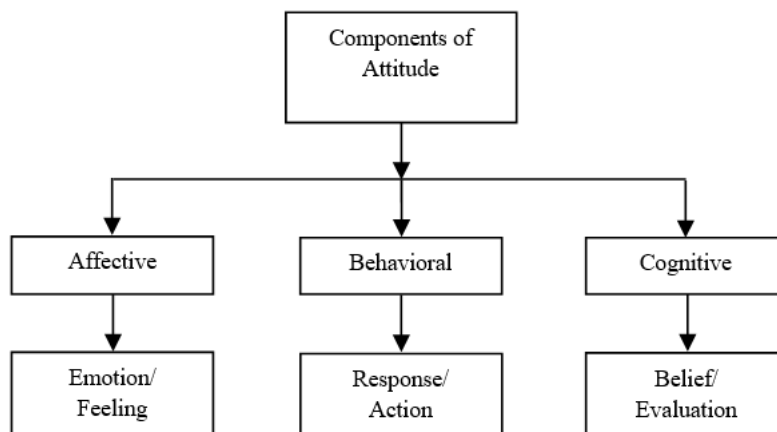 Components of
Attitude
Affective
Behavioral
Cognitive
Emotion/
Feeling
Response/
Action
Belief/
Evaluation